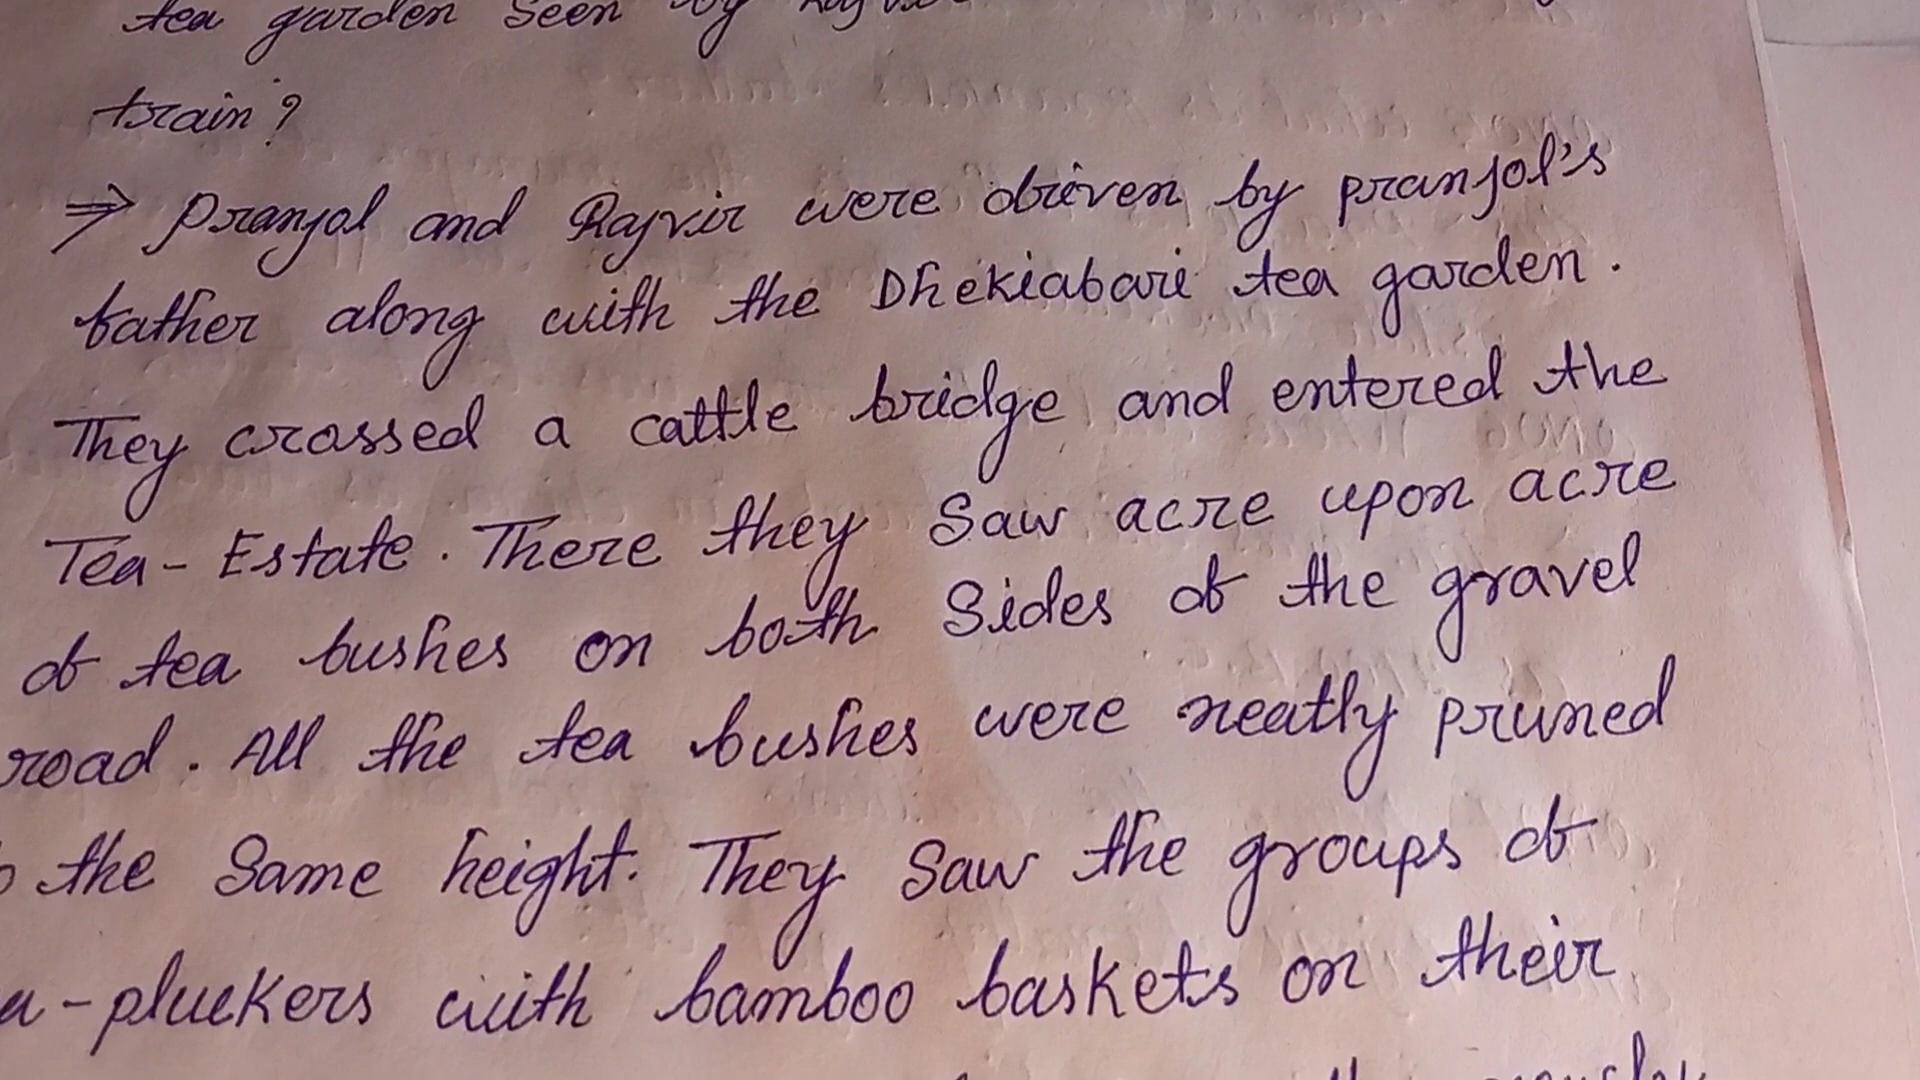 tea garden seen by
train?
⇒ Pranjol and Rajvir were driven by pranjol's
father along with the Dhekiabari tea garden.
They crossed a cattle bridge and entered the
Tea-Estate. There they Saw acre upon acre
of tea bushes on both Sides of the gravel
road. All the tea bushes were neatly pruned
the Same height. They Saw the groups of
a-pluckers with bamboo baskets on their